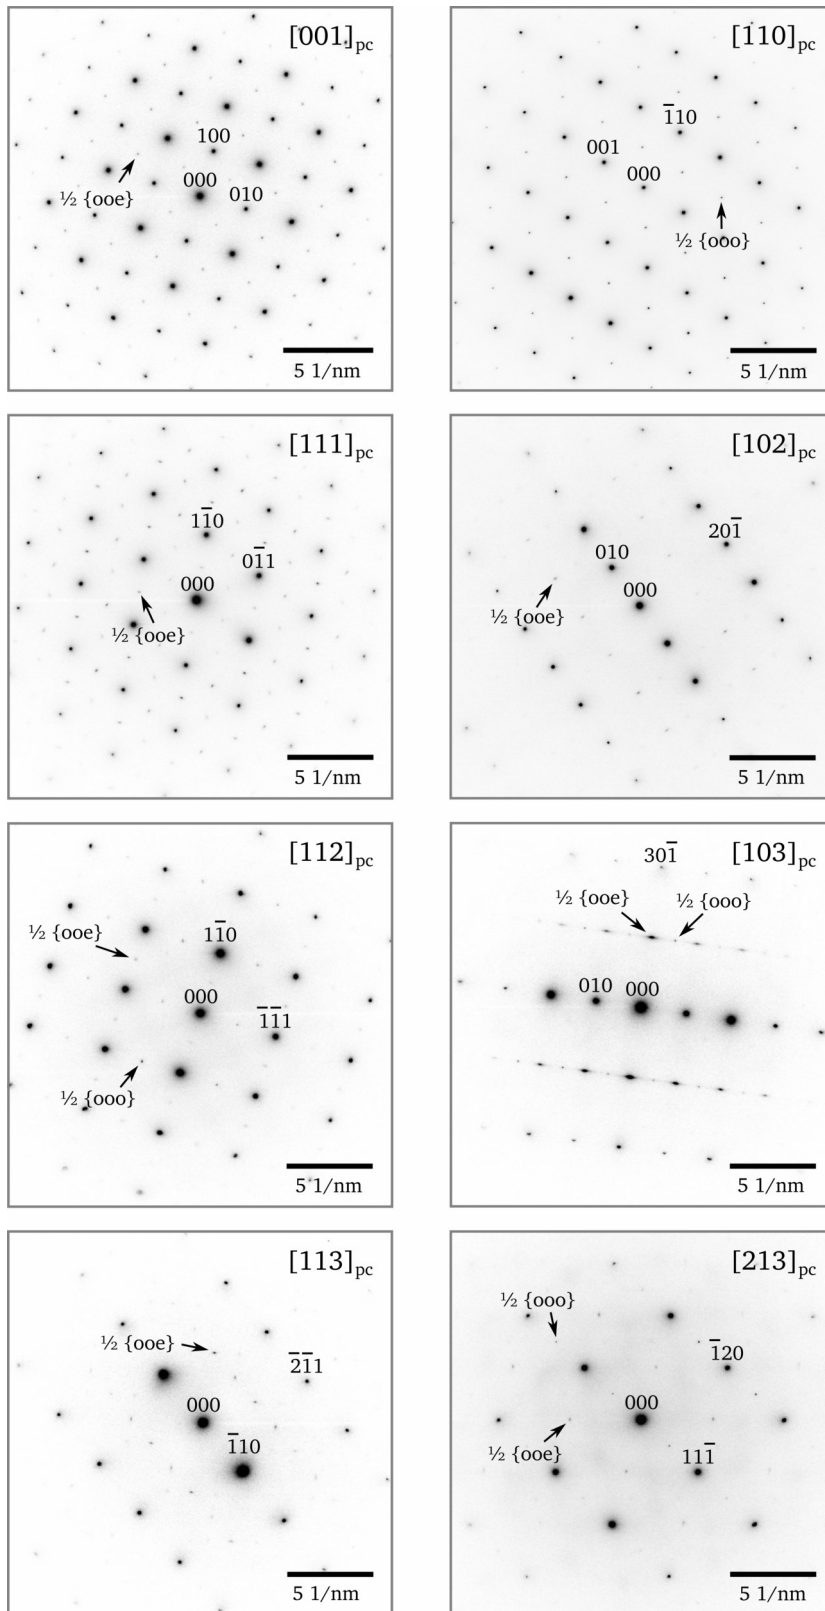 [001]pc
100
000
010
½ {ooe}
5 1/nm
[110]pc
1̅10
001
000
½ {ooo}
5 1/nm
[111]pc
11̅0
01̅1
000
½ {ooe}
5 1/nm
[102]pc
201̅
010
000
½ {ooe}
5 1/nm
[112]pc
½ {ooe}
11̅0
000
1̅1̅1
½ {ooo}
5 1/nm
[103]pc
301̅
½ {ooe}
½ {ooo}
010
000
5 1/nm
[113]pc
½ {ooe}
2̅1̅1
000
1̅10
5 1/nm
[213]pc
½ {ooo}
1̅20
000
½ {ooe}
111̅
5 1/nm